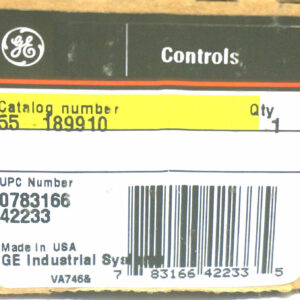 GE
Controls
Catalog number Qty
55 189910 1
UPC Number
0783166
42233
Made in USA
GE Industrial Systems
VA746&
7 83166 42233 5